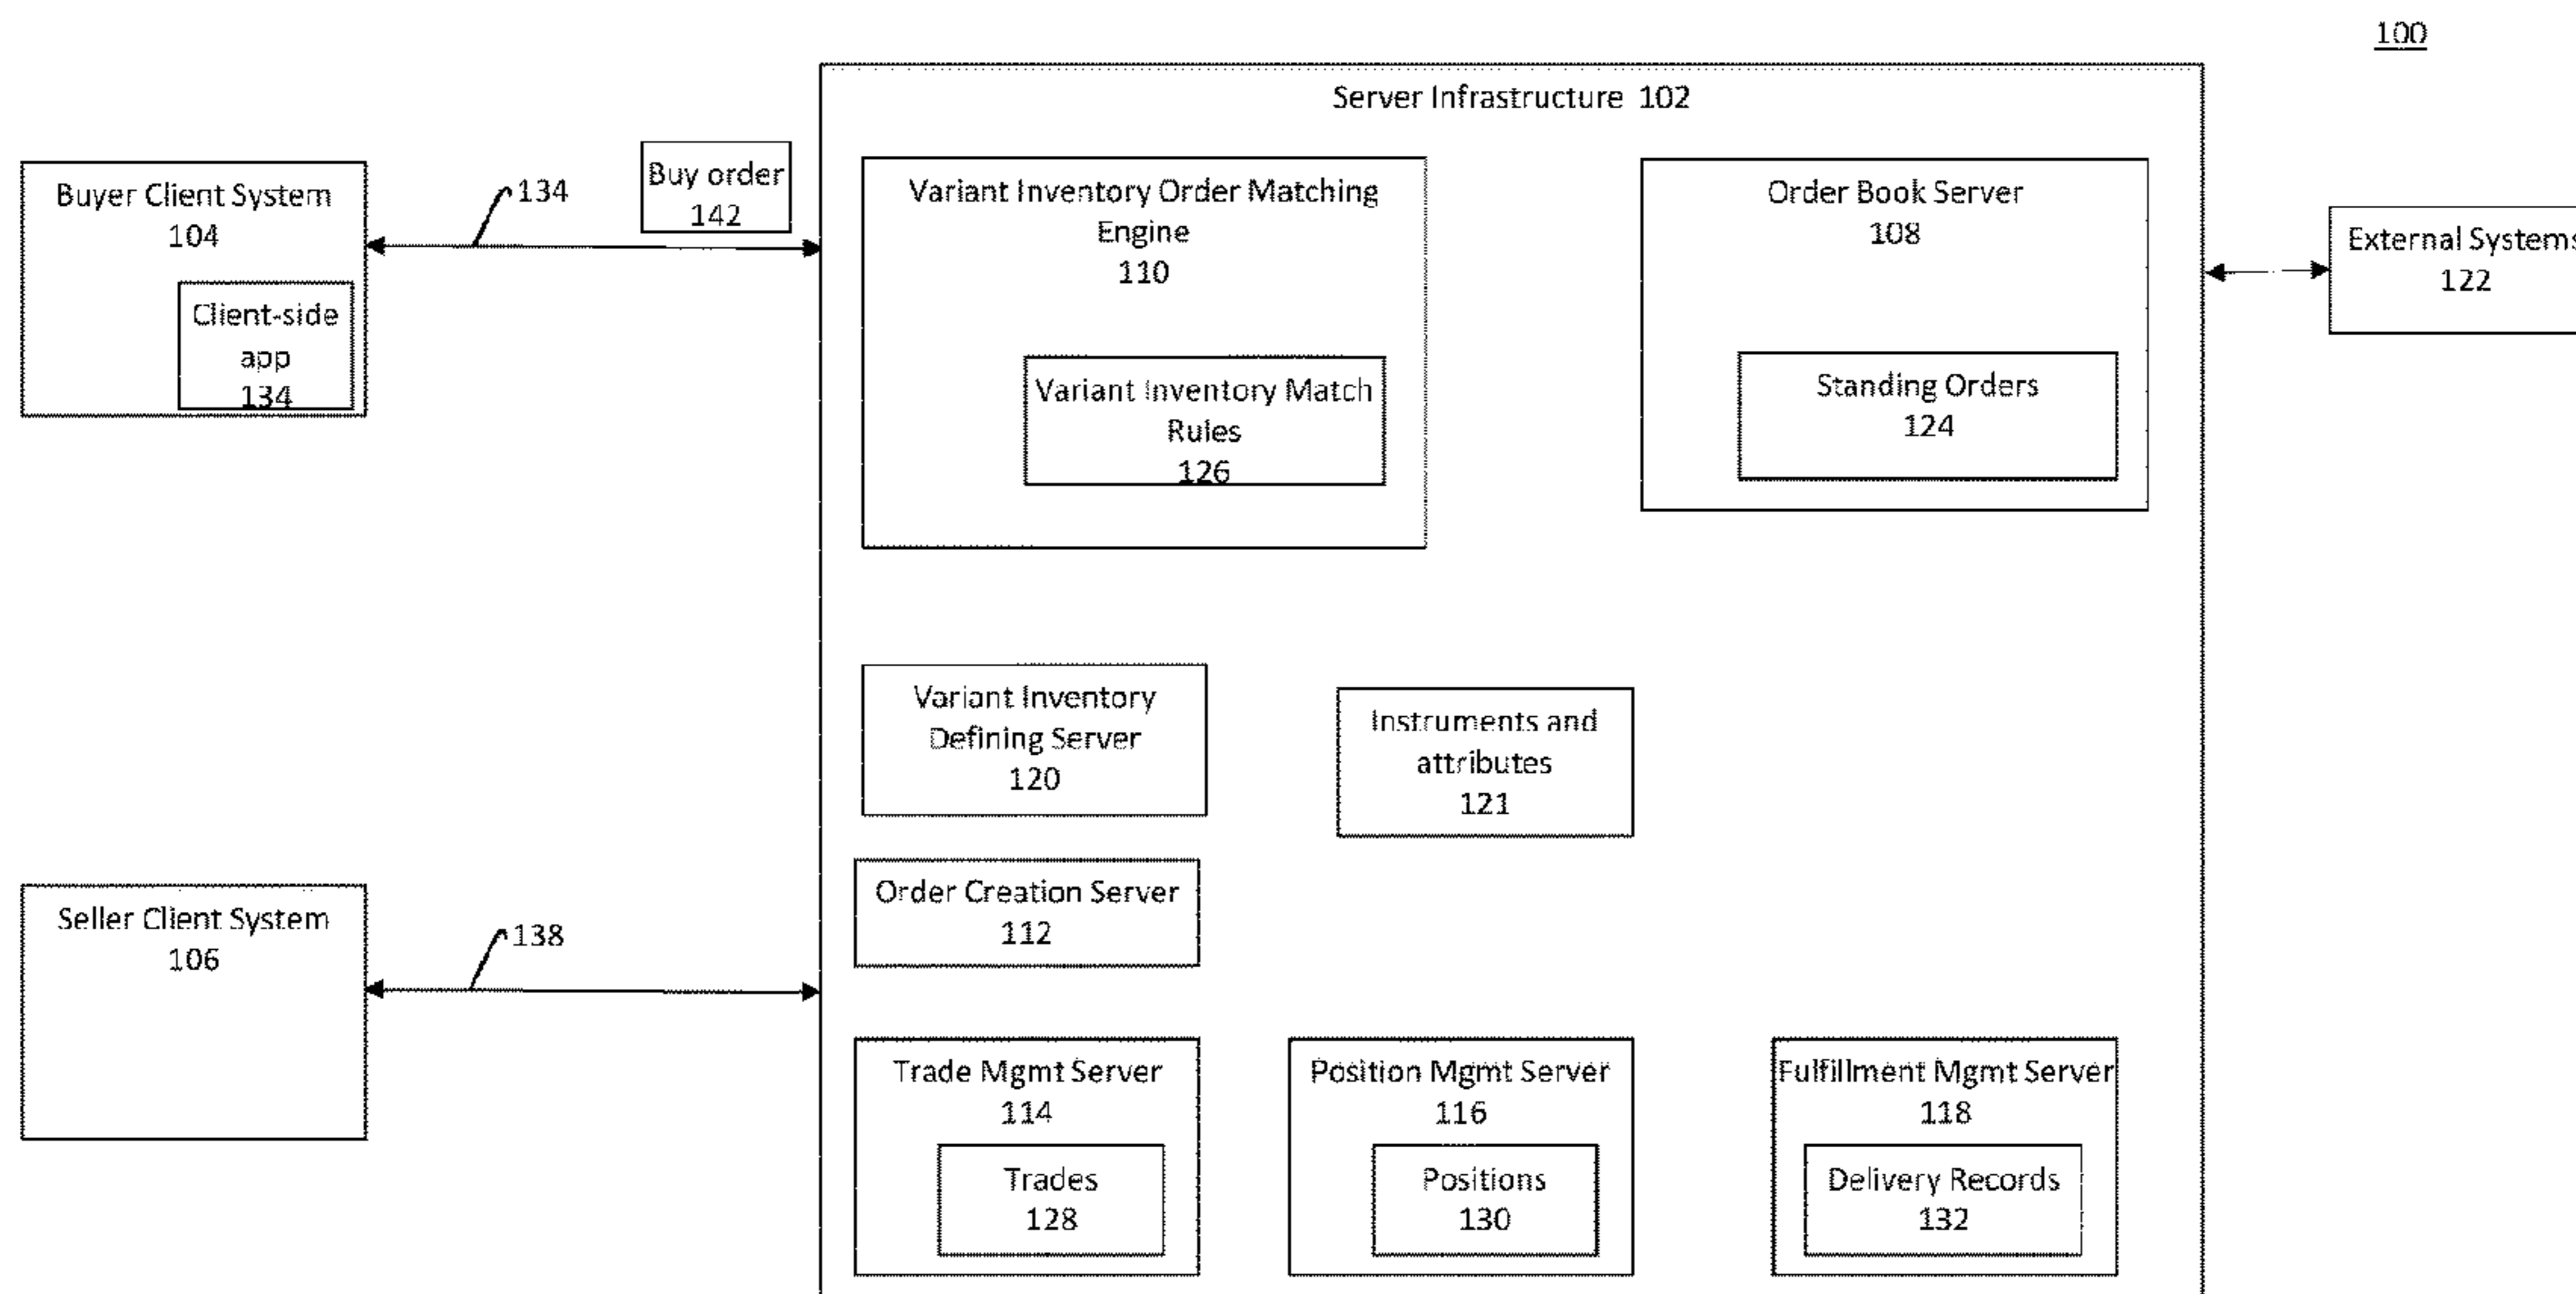 100
Server Infrastructure 102
Buyer Client System
104
Client-side
app
134
134
Buy order
142
Variant Inventory Order Matching
Engine
110
Variant Inventory Match
Rules
126
Order Book Server
108
Standing Orders
124
External Systems
122
Variant Inventory
Defining Server
120
Instruments and
attributes
121
Order Creation Server
112
Seller Client System
106
138
Trade Mgmt Server
114
Trades
128
Position Mgmt Server
116
Positions
130
Fulfillment Mgmt Server
118
Delivery Records
132